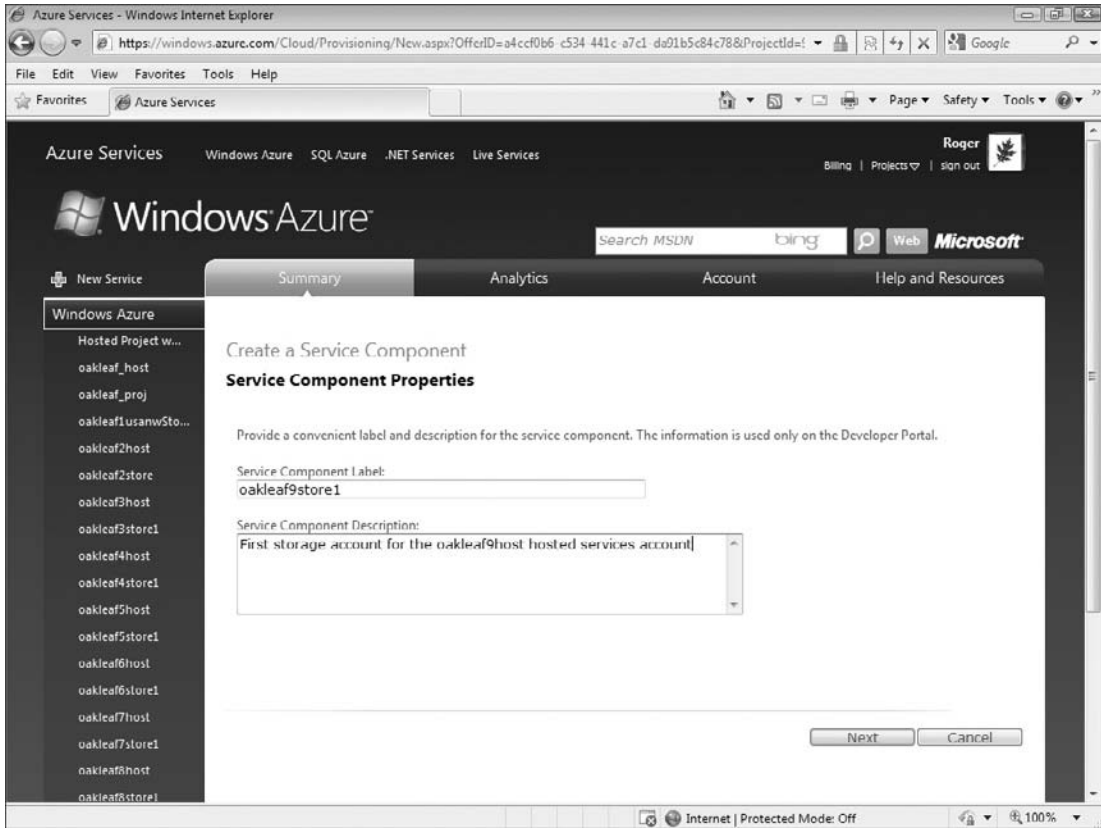 Azure Services - Windows Internet Explorer
https://windows.azure.com/Cloud/Provisioning/New.aspx?OfferID=a4ccf0b6-c534-441c-a7c1-da91b5c84c78&ProjectId=
Google
File Edit View Favorites Tools Help
Favorites Azure Services Page Safety Tools
Azure Services Windows Azure SQL Azure .NET Services Live Services
Roger
Billing | Projects | sign out
Windows Azure
Search MSDN bing Web Microsoft
New Service Summary Analytics Account Help and Resources
Windows Azure
Hosted Project w...
oakleaf_host
oakleaf_proj
oakleaf1usanwSto...
oakleaf2host
oakleaf2store
oakleaf3host
oakleaf3store1
oakleaf4host
oakleaf4store1
oakleaf5host
oakleaf5store1
oakleaf6host
oakleaf6store1
oakleaf7host
oakleaf7store1
oakleaf8host
oakleaf8store1
Create a Service Component
Service Component Properties
Provide a convenient label and description for the service component. The information is used only on the Developer Portal.
Service Component Label:
oakleaf9store1
Service Component Description:
First storage account for the oakleaf9host hosted services account
Next Cancel
Internet | Protected Mode: Off 100%